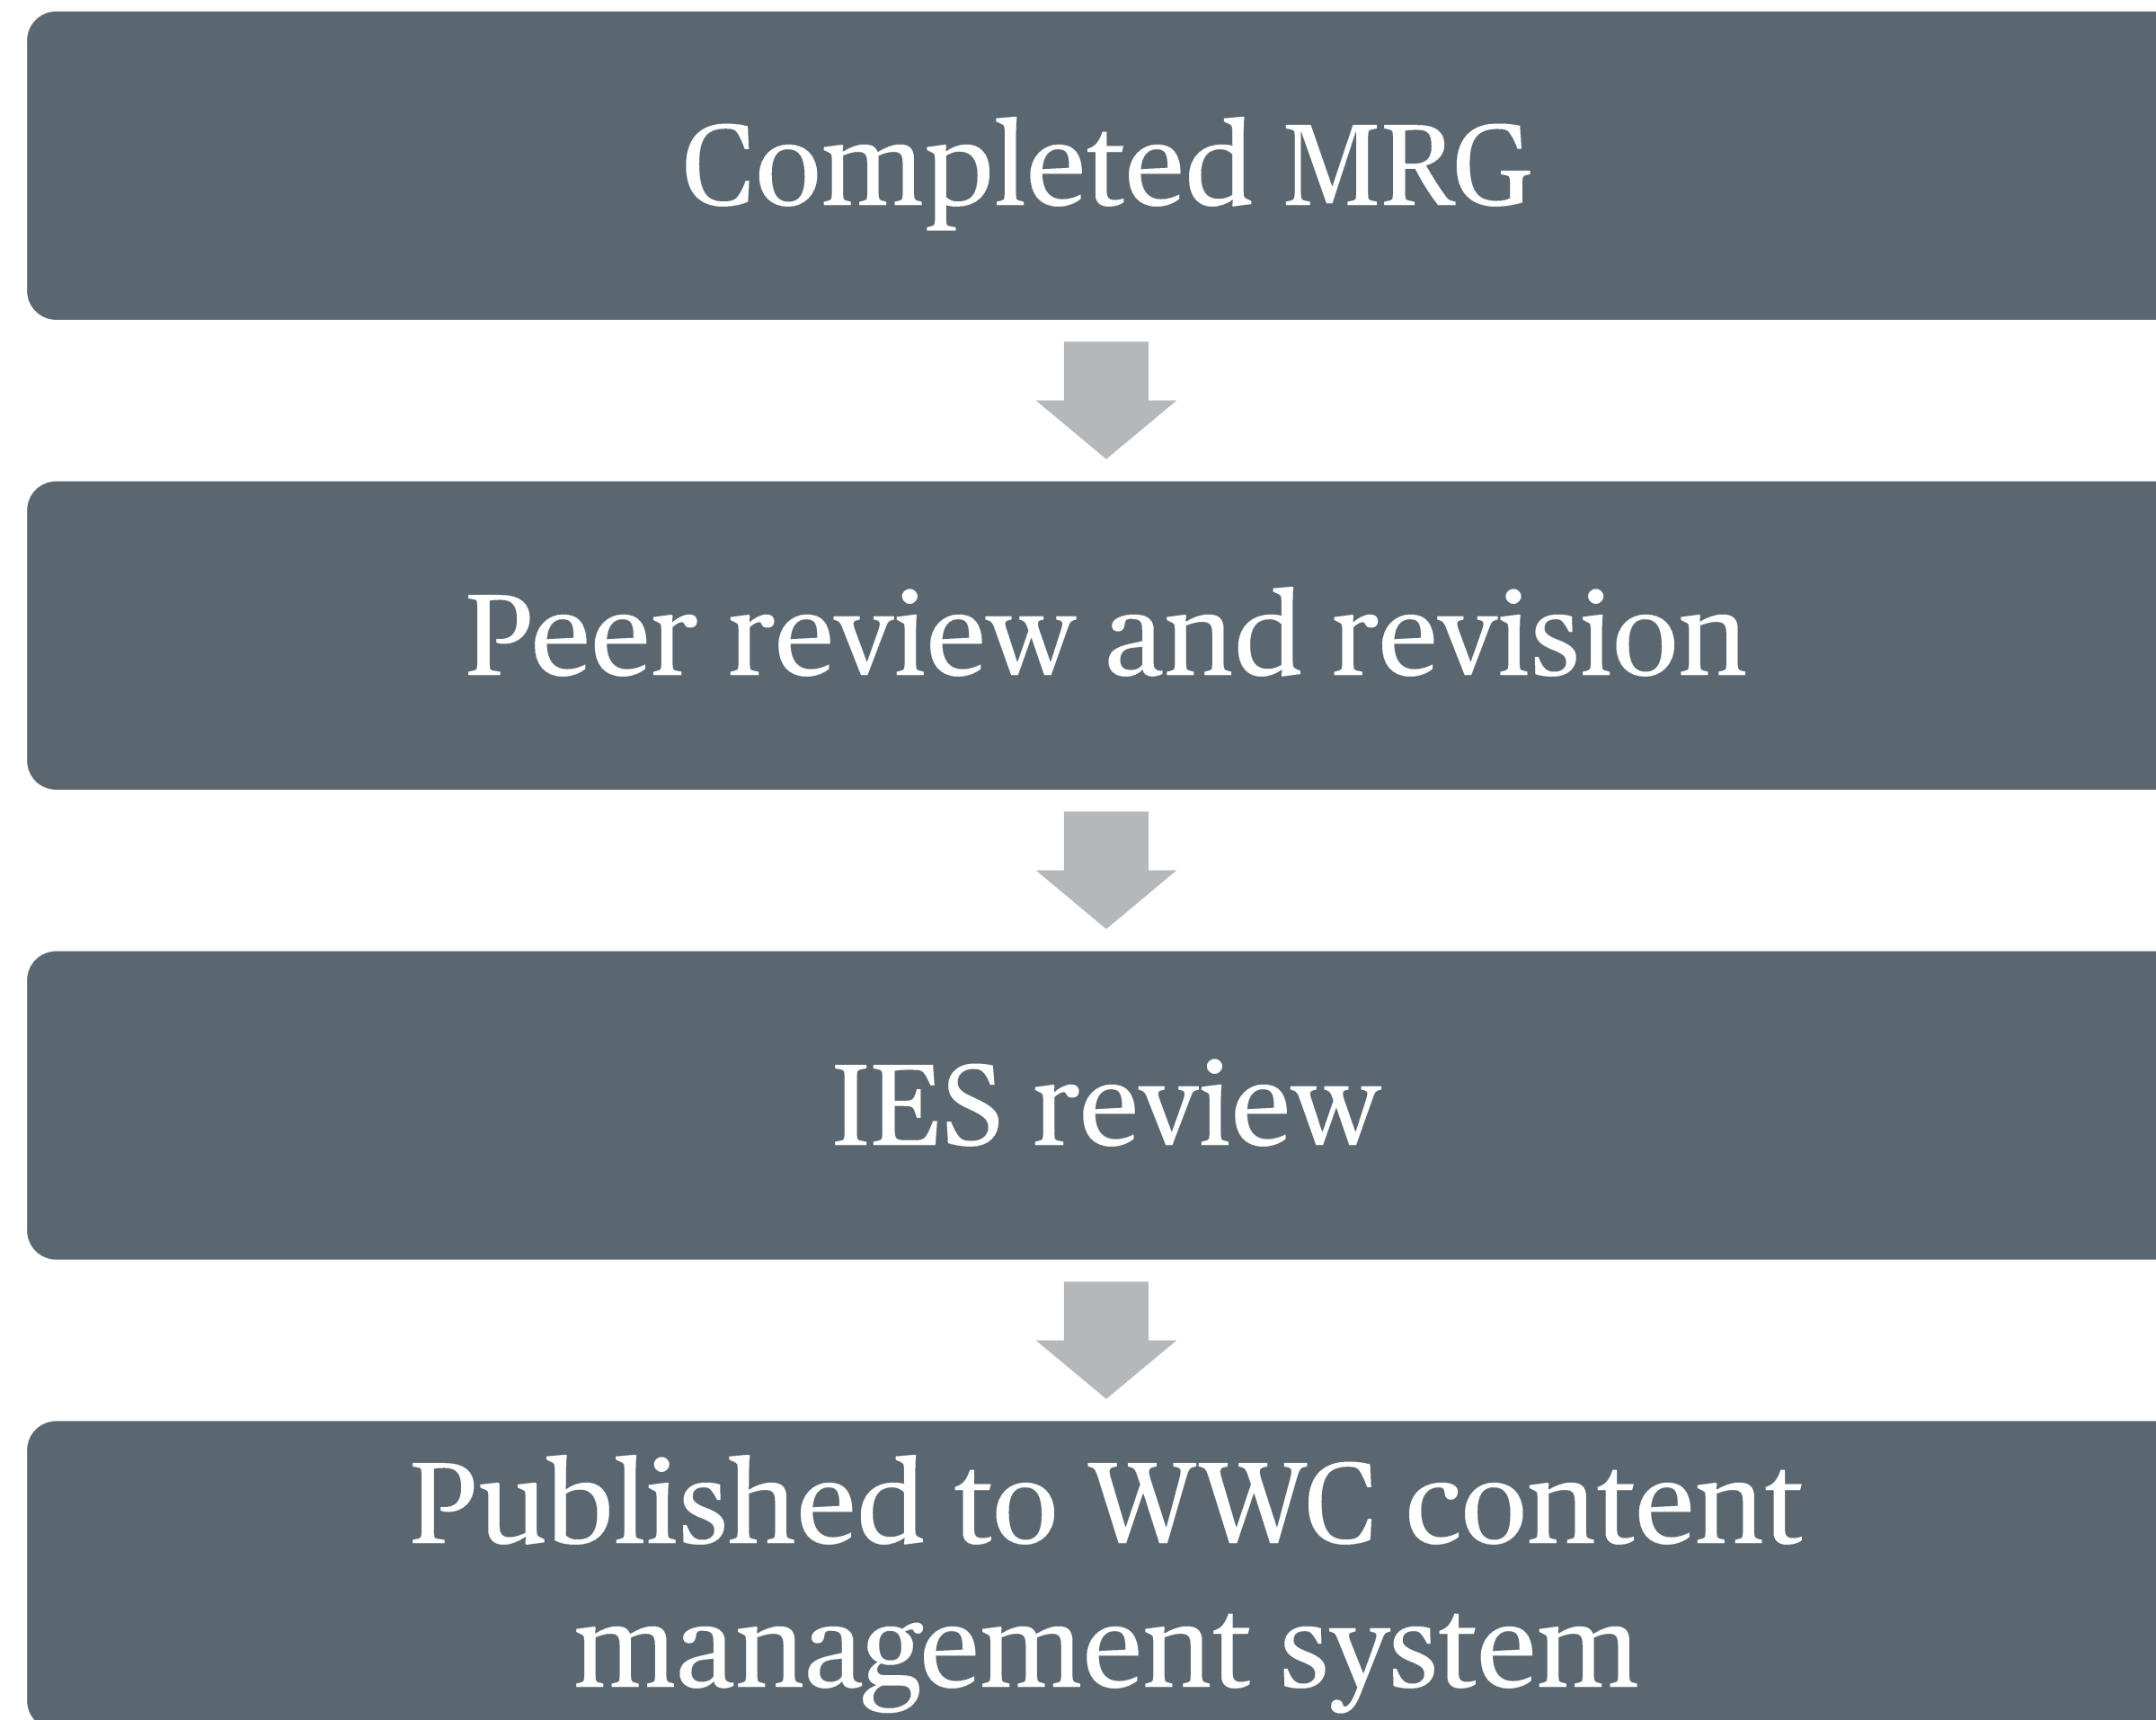 Completed MRG
Peer review and revision
IES review
Published to WWC content
management system